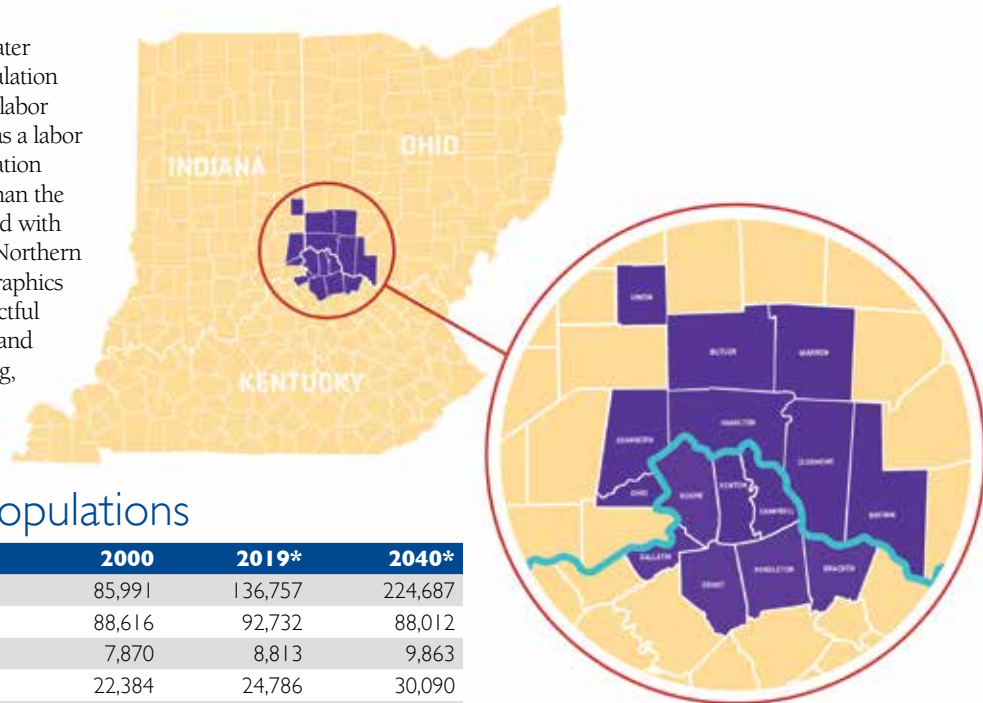 ater
ulation
labor
as a labor
ation
han the
d with
Northern
raphics
ctful
and
g,
INDIANA
OHIO
KENTUCKY
UNION
BUTLER
WARREN
HAMILTON
DEARBORN
CLERMONT
OHIO
BOONE
KENTON
CAMPBELL
BROWN
GALLATIN
GRANT
PENDLETON
BRACKEN
opulations
2000 2019* 2040*
85,991 136,757 224,687
88,616 92,732 88,012
7,870 8,813 9,863
22,384 24,786 30,090